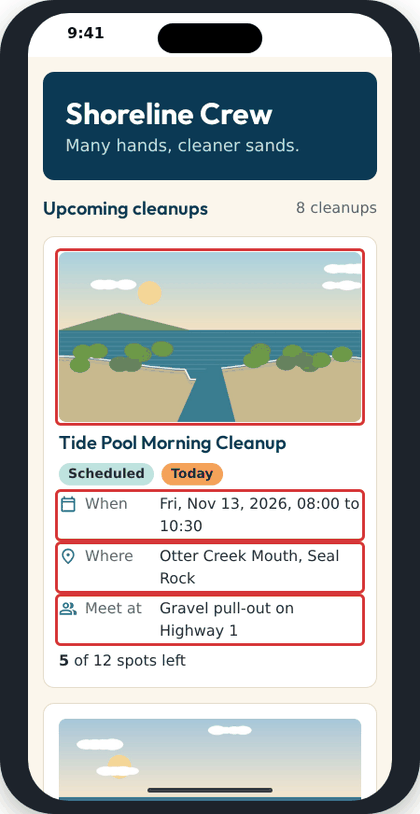 9:41
Shoreline Crew
Many hands, cleaner sands.
Upcoming cleanups 8 cleanups
Tide Pool Morning Cleanup
Scheduled Today
When Fri, Nov 13, 2026, 08:00 to
10:30
Where Otter Creek Mouth, Seal
Rock
Meet at Gravel pull-out on
Highway 1
5 of 12 spots left